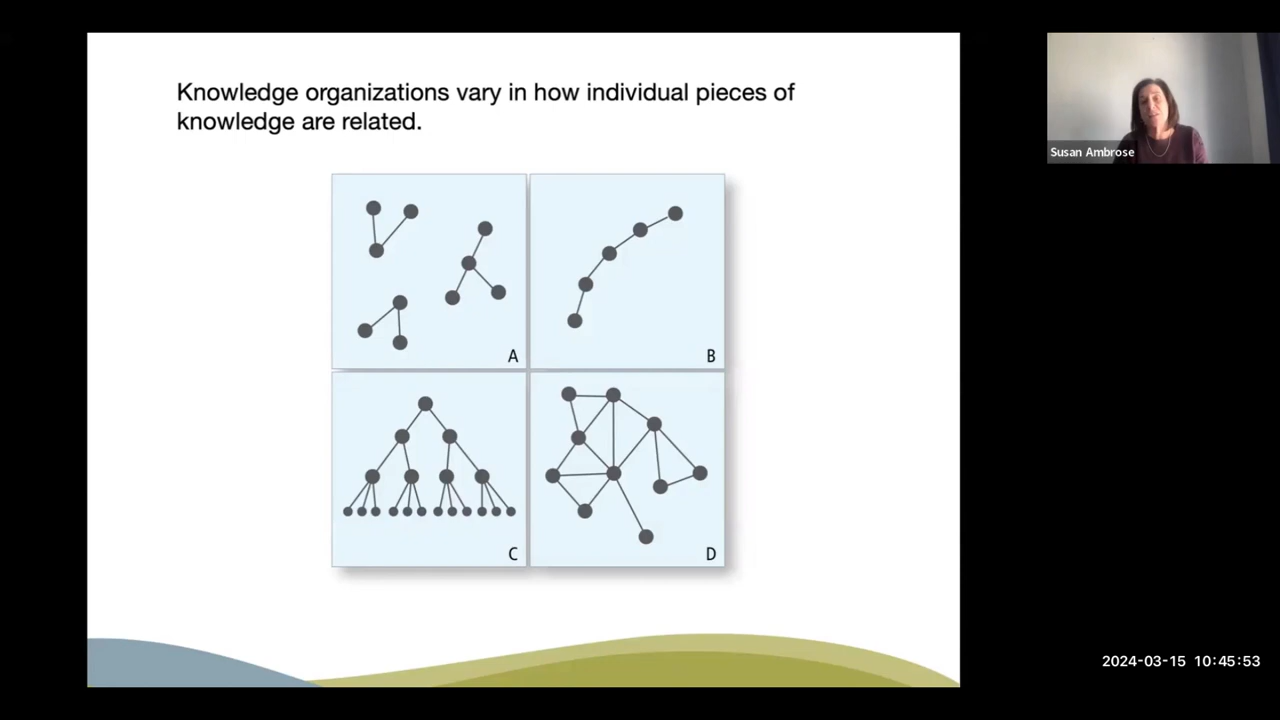 Knowledge organizations vary in how individual pieces of
knowledge are related.
Susan Ambrose
A
B
C
D
2024-03-15 10:45:53